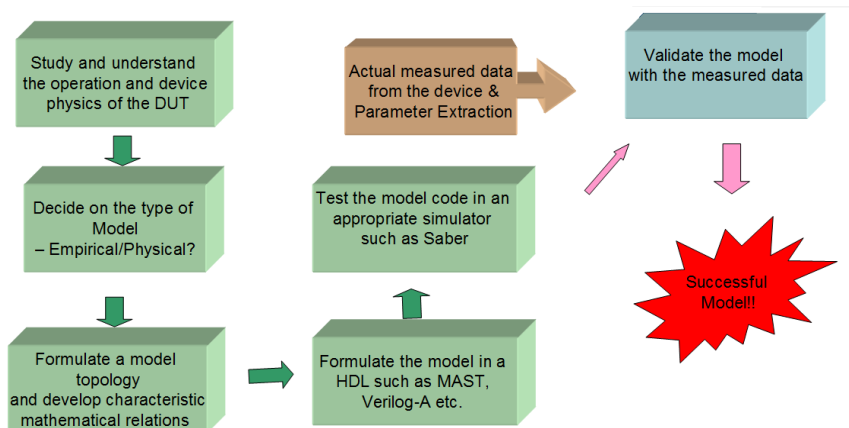 Study and understand
the operation and device
physics of the DUT
Decide on the type of
Model
– Empirical/Physical?
Formulate a model
topology
and develop characteristic
mathematical relations
Formulate the model in a
HDL such as MAST,
Verilog-A etc.
Test the model code in an
appropriate simulator
such as Saber
Actual measured data
from the device &
Parameter Extraction
Validate the model
with the measured data
Successful
Model!!